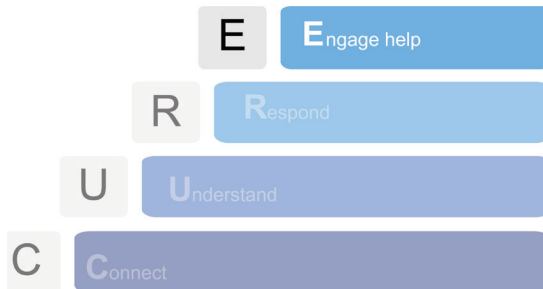 E Engage help
R Respond
U Understand
C Connect